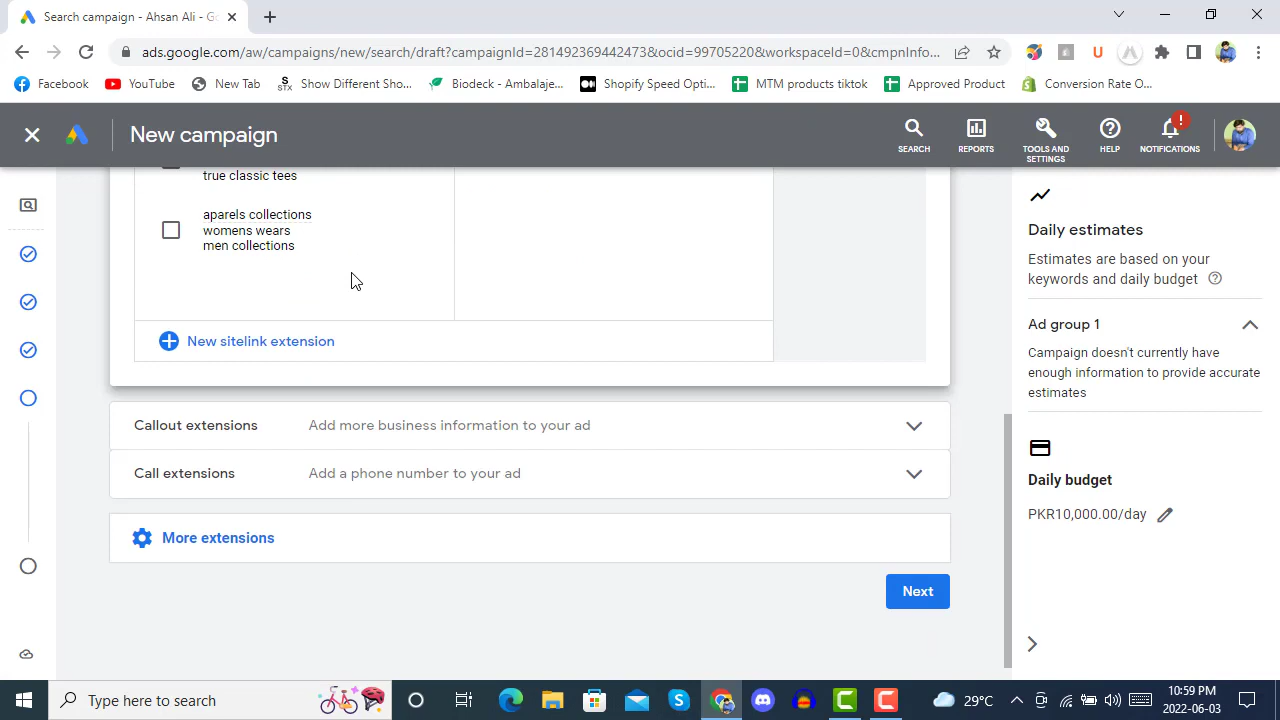 Search campaign - Ahsan Ali - Go
ads.google.com/aw/campaigns/new/search/draft?campaignId=281492369442473&ocid=99705220&workspaceId=0&cmpnInfo...
U
Facebook
YouTube
New Tab
STX
Show Different Sho...
Biodeck - Ambalaje...
Shopify Speed Opti...
MTM products tiktok
Approved Product
Conversion Rate O...
New campaign
SEARCH
REPORTS
TOOLS AND
SETTINGS
HELP
!
NOTIFICATIONS
true classic tees
aparels collections
womens wears
men collections
New sitelink extension
Callout extensions
Add more business information to your ad
Call extensions
Add a phone number to your ad
More extensions
Next
Daily estimates
Estimates are based on your
keywords and daily budget
Ad group 1
Campaign doesn't currently have
enough information to provide accurate
estimates
Daily budget
PKR10,000.00/day
Type here to search
29°C
10:59 PM
2022-06-03